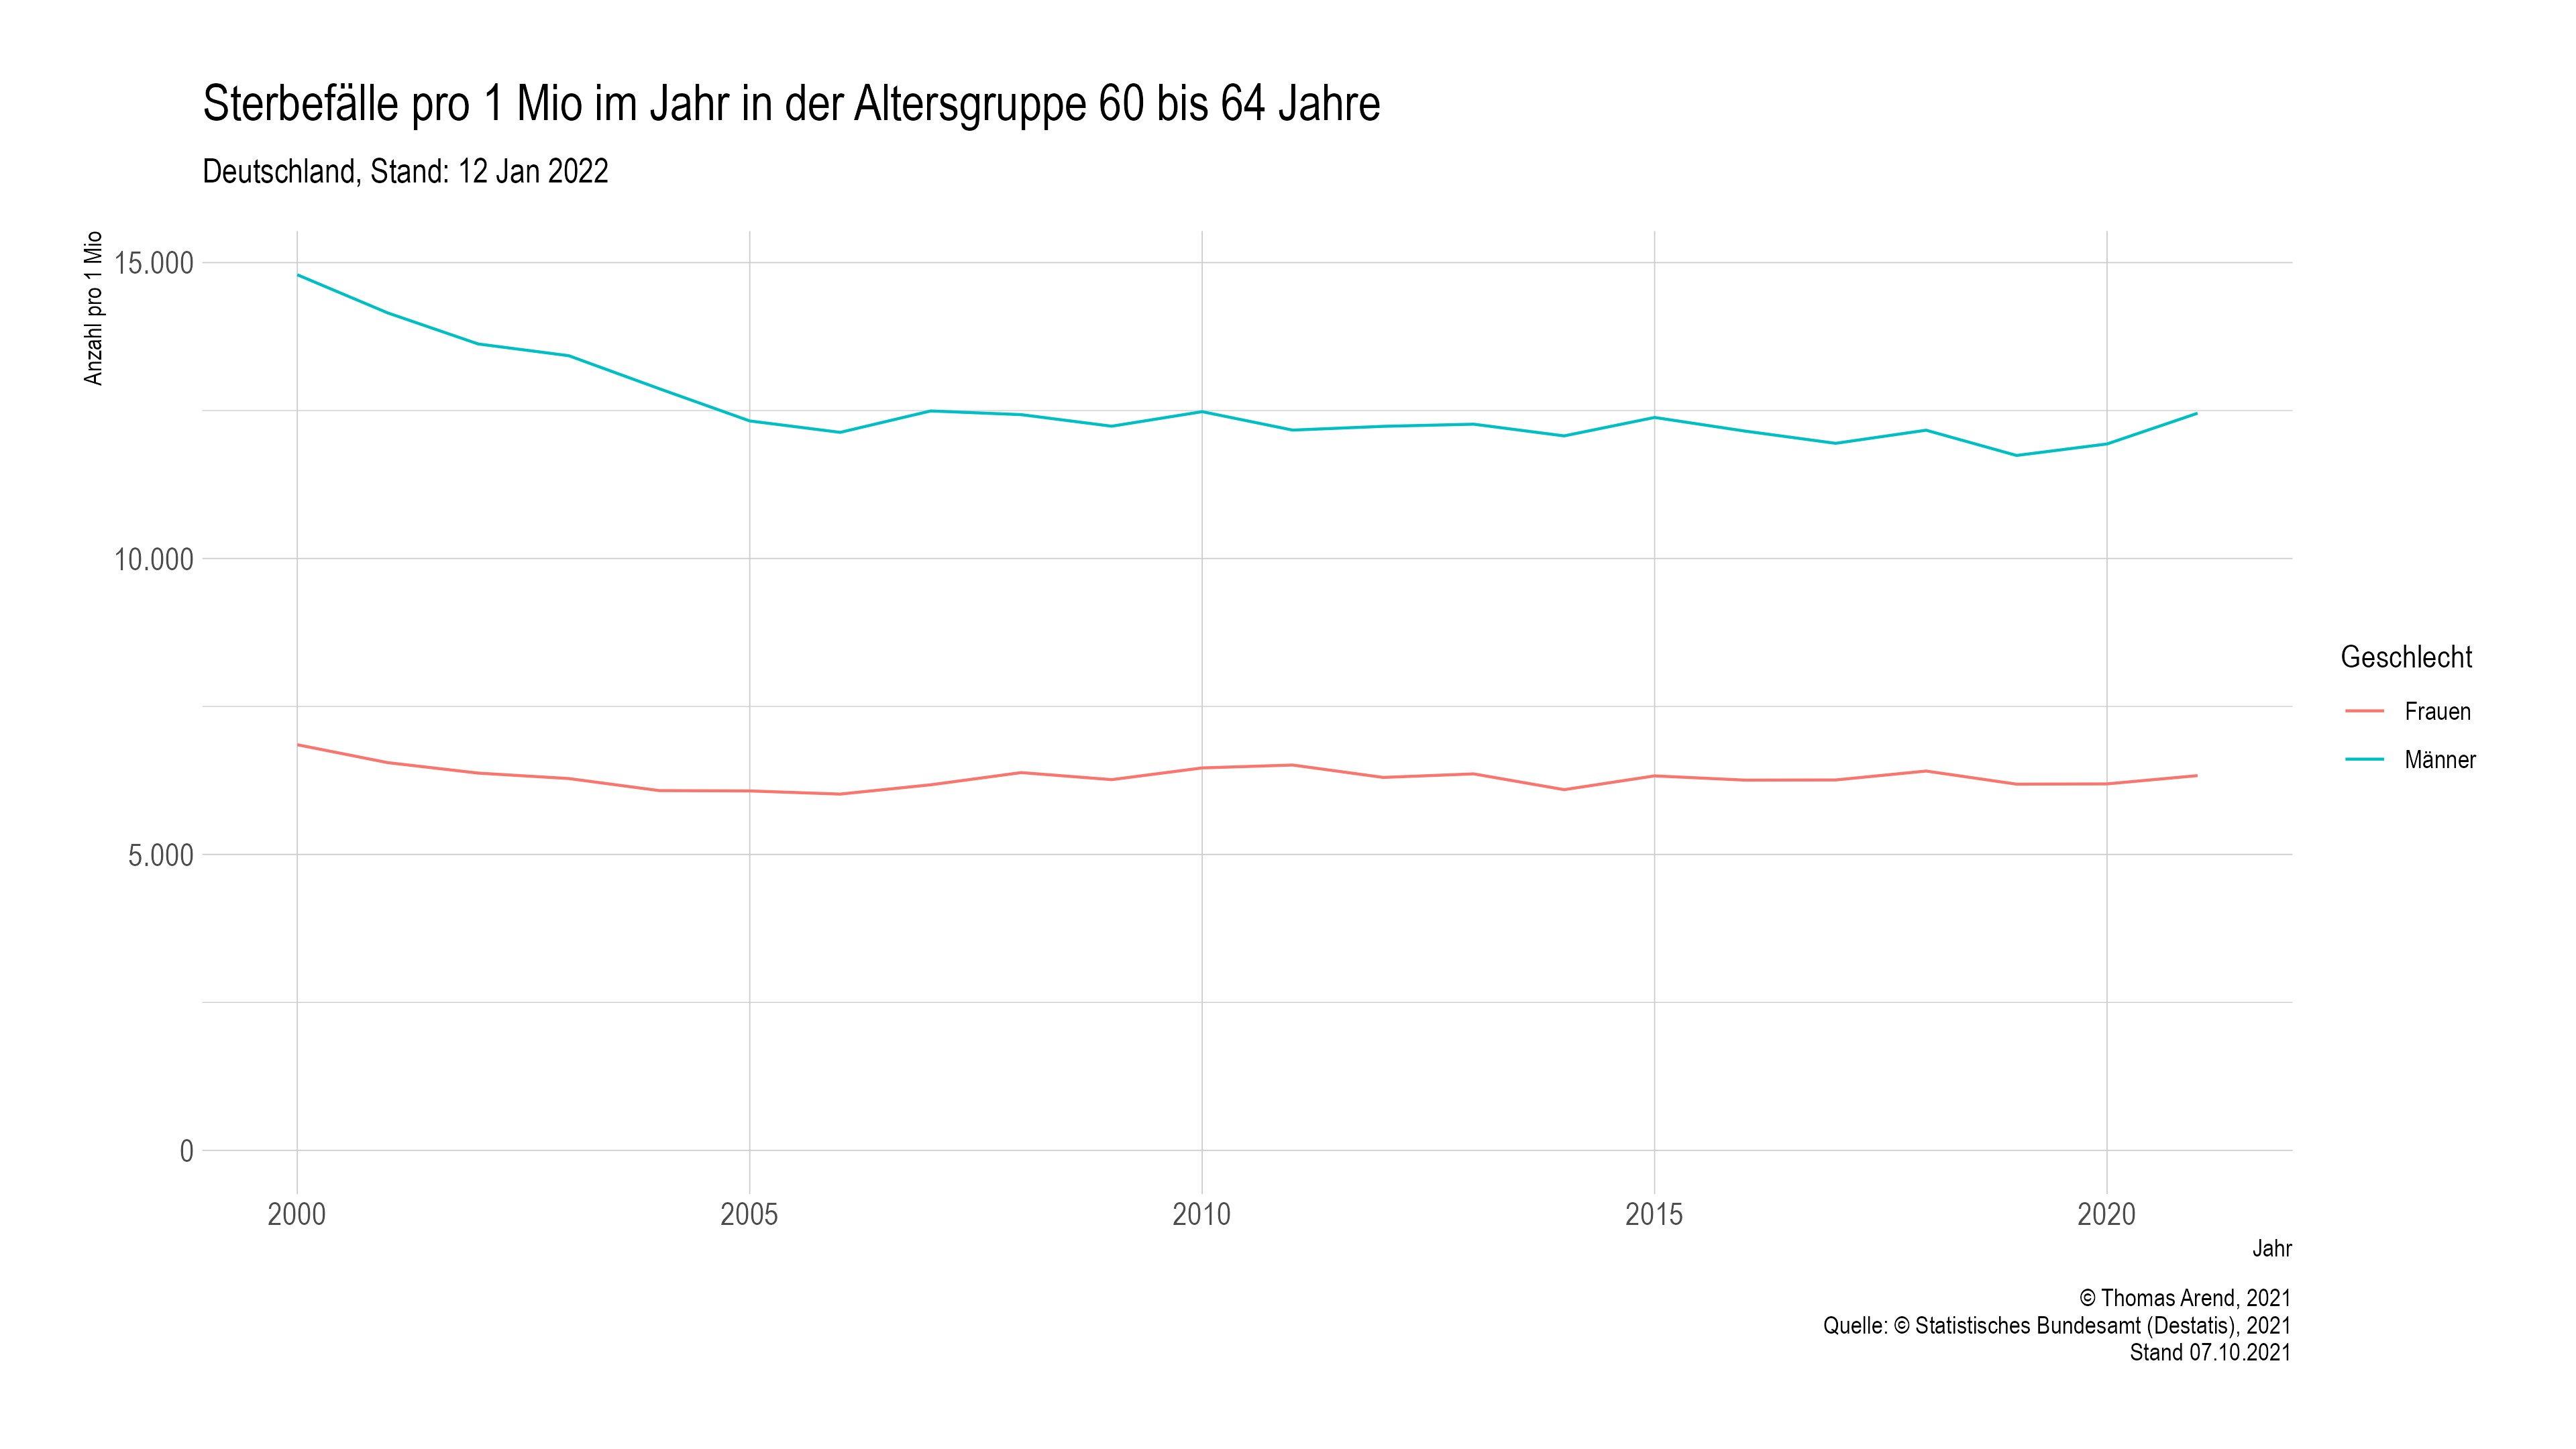 Sterbefälle pro 1 Mio im Jahr in der Altersgruppe 60 bis 64 Jahre
Deutschland, Stand: 12 Jan 2022
Anzahl pro 1 Mio
15.000
10.000
5.000
0
2000
2005
2010
2015
2020
Jahr
Geschlecht
Frauen
Männer
© Thomas Arend, 2021
Quelle: © Statistisches Bundesamt (Destatis), 2021
Stand 07.10.2021